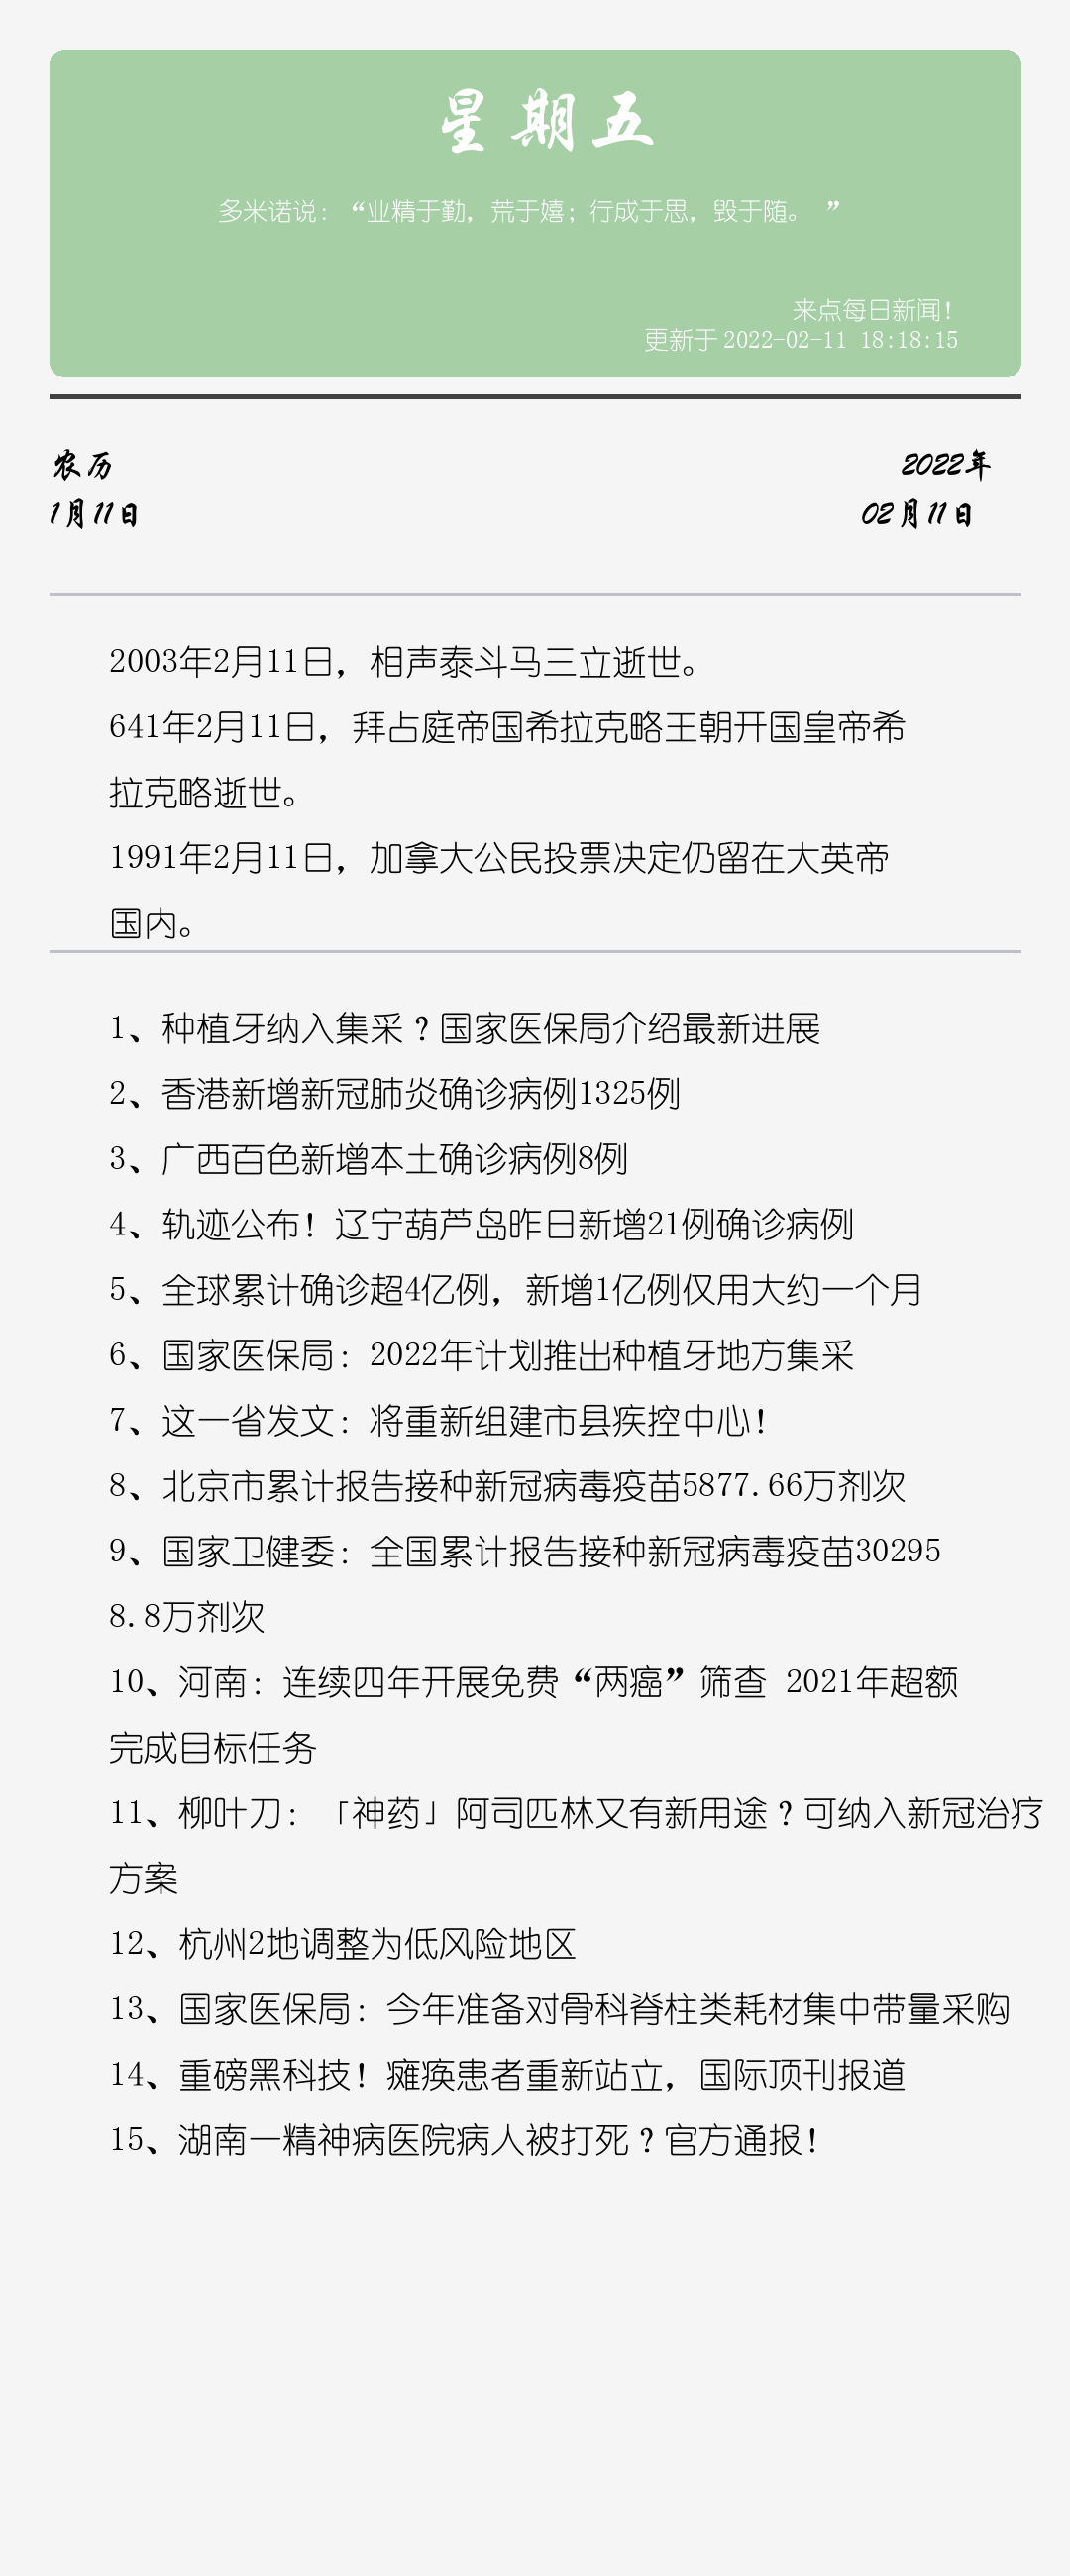 星期五
多米诺说：“业精于勤，荒于嬉；行成于思，毁于随。 ”
来点每日新闻！
更新于 2022-02-11 18:18:15
农历
2022年
1月11日
02月11日
2003年2月11日，相声泰斗马三立逝世。
641年2月11日，拜占庭帝国希拉克略王朝开国皇帝希
拉克略逝世。
1991年2月11日，加拿大公民投票决定仍留在大英帝
国内。
1、种植牙纳入集采？国家医保局介绍最新进展
2、香港新增新冠肺炎确诊病例1325例
3、广西百色新增本土确诊病例8例
4、轨迹公布！辽宁葫芦岛昨日新增21例确诊病例
5、全球累计确诊超4亿例，新增1亿例仅用大约一个月
6、国家医保局：2022年计划推出种植牙地方集采
7、这一省发文：将重新组建市县疾控中心！
8、北京市累计报告接种新冠病毒疫苗5877.66万剂次
9、国家卫健委：全国累计报告接种新冠病毒疫苗30295
8.8万剂次
10、河南：连续四年开展免费“两癌”筛查 2021年超额
完成目标任务
11、柳叶刀：「神药」阿司匹林又有新用途？可纳入新冠治疗
方案
12、杭州2地调整为低风险地区
13、国家医保局：今年准备对骨科脊柱类耗材集中带量采购
14、重磅黑科技！瘫痪患者重新站立，国际顶刊报道
15、湖南一精神病医院病人被打死？官方通报！